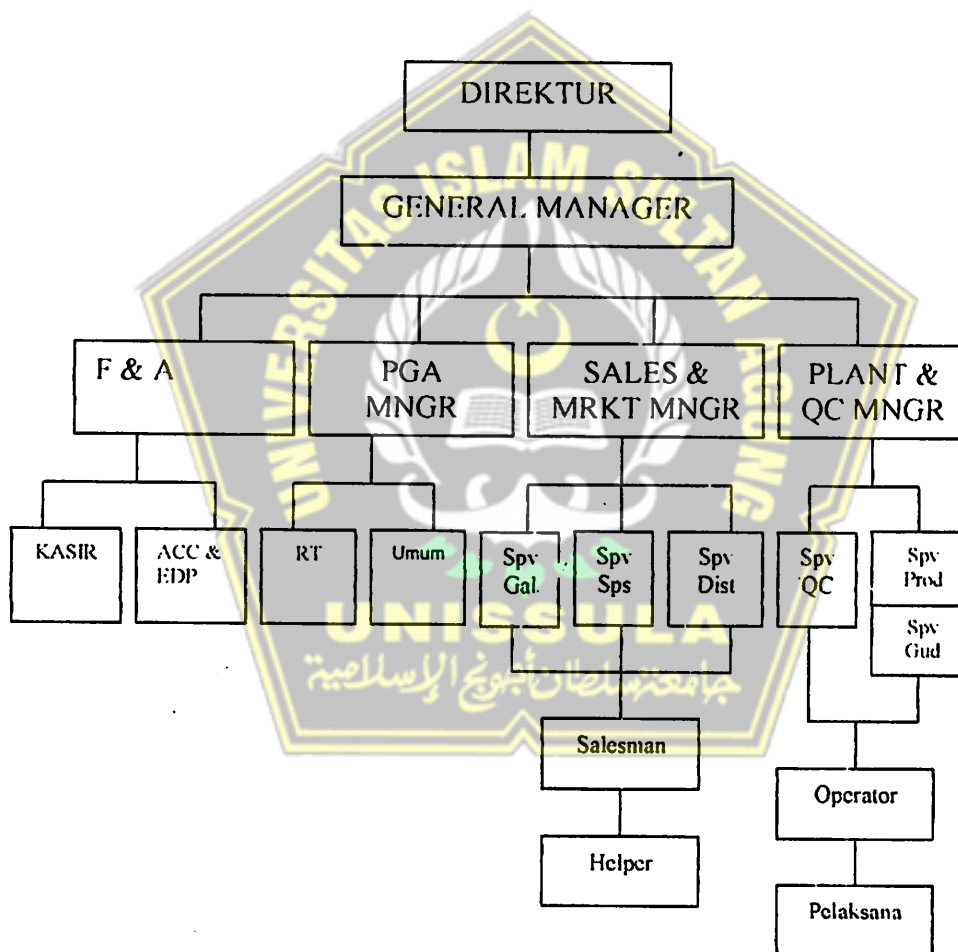 DIREKTUR
GENERAL MANAGER
F & A
PGA
MNGR
SALES &
MRKT MNGR
PLANT &
QC MNGR
KASIR
ACC &
EDP
RT
Umum
Spv
Gal.
Spv
Sps
Spv
Dist
Spv
QC
Spv
Prod
Spv
Gud
Salesman
Helper
Operator
Pelaksana
UNIVERSITAS ISLAM SULTAN AGUNG
UNISSULA
جامعة سلطان أجونج الإسلامية